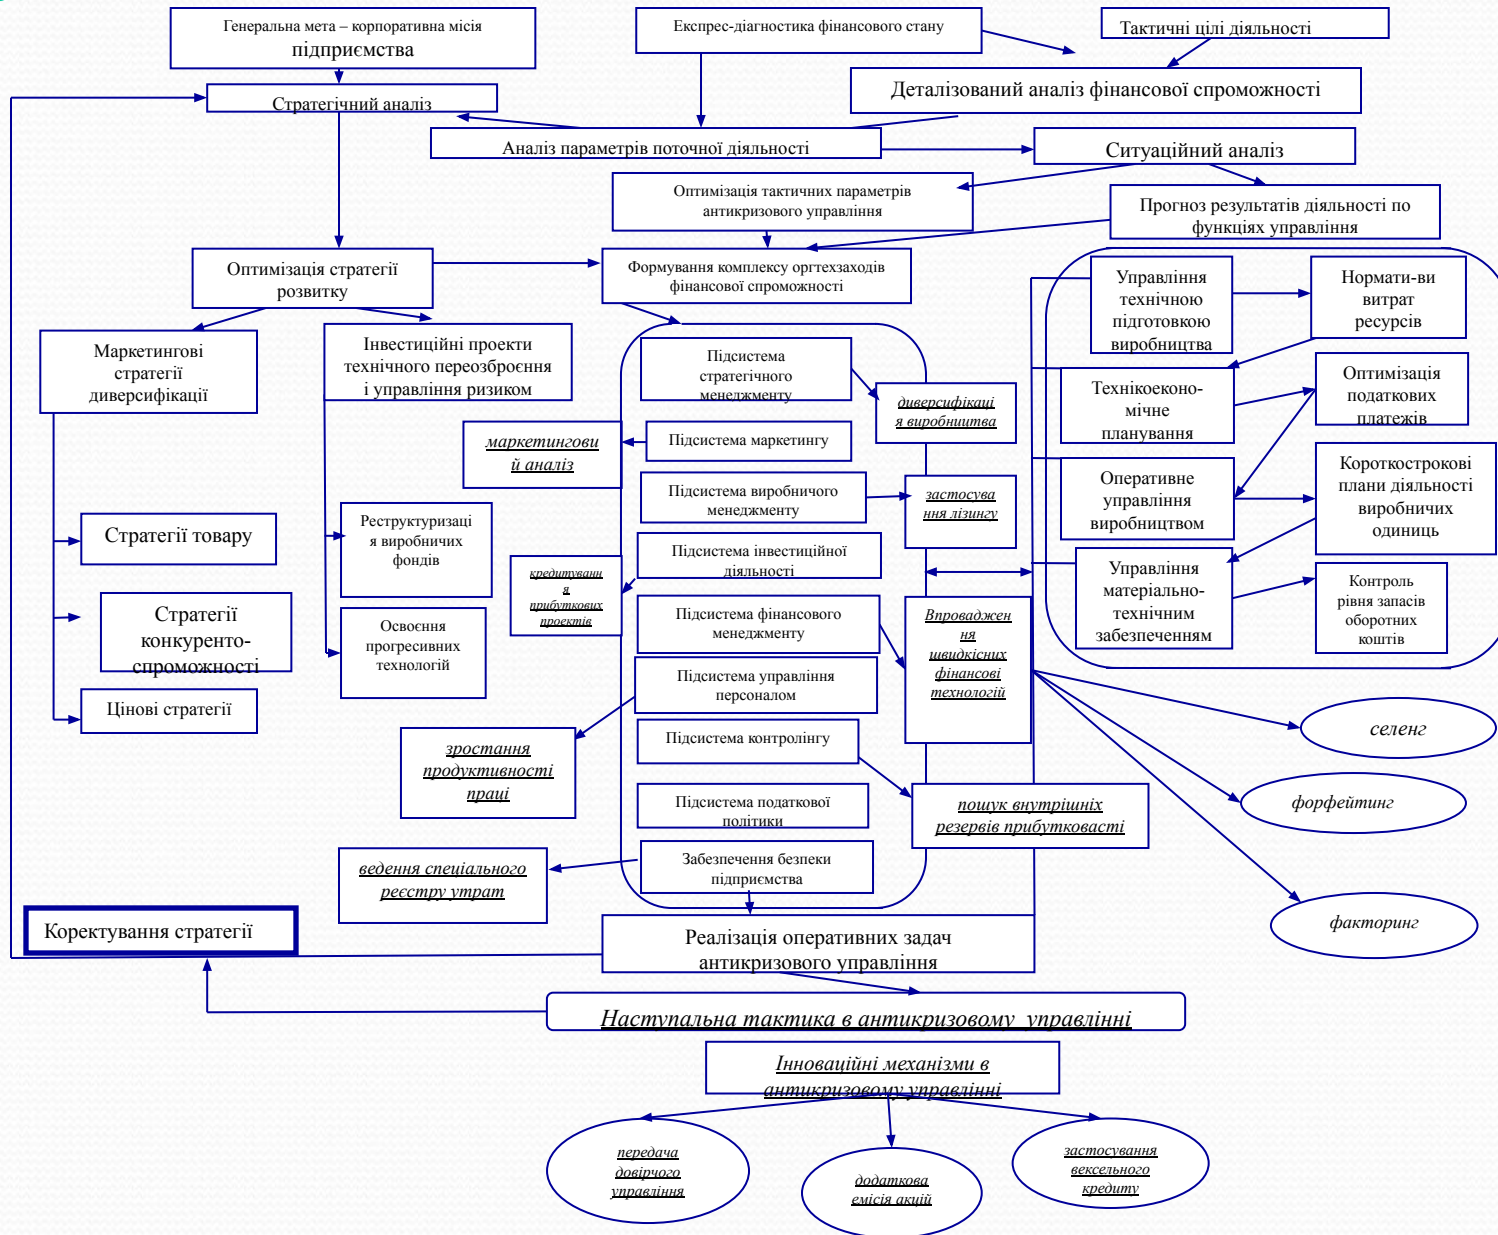 Генеральна мета – корпоративна місія
підприємства
Експрес-діагностика фінансового стану
Тактичні цілі діяльності
Стратегічний аналіз
Деталізований аналіз фінансової спроможності
Аналіз параметрів поточної діяльності
Ситуаційний аналіз
Оптимізація тактичних параметрів
антикризового управління
Прогноз результатів діяльності по
функціях управління
Оптимізація стратегії
розвитку
Формування комплексу оргтехзаходів
фінансової спроможності
Маркетингові
стратегії
диверсифікації
Інвестиційні проекти
технічного переозброєння
і управління ризиком
Стратегії товару
Стратегії
конкуренто-
спроможності
Цінові стратегії
Реструктуризаці
я виробничих
фондів
Освоєння
прогресивних
технологій
Підсистема
стратегічного
менеджменту
диверсифікаці
я виробництва
Підсистема маркетингу
маркетингови
й аналіз
Підсистема виробничого
менеджменту
застосува
ння лізингу
Підсистема інвестиційної
діяльності
кредитуванн
я
прибуткових
проектів
Підсистема фінансового
менеджменту
Впроваджен
ня
швидкісних
фінансові
технологій
Підсистема управління
персоналом
зростання
продуктивності
праці
Підсистема контролінгу
пошук внутрішніх
резервів прибутковасті
Підсистема податкової
політики
Забезпечення безпеки
підприємства
ведення спеціального
реєстру утрат
Управління
технічною
підготовкою
виробництва
Нормати-ви
витрат
ресурсів
Технікоеконо-
мічне
планування
Оптимізація
податкових
платежів
Оперативне
управління
виробництвом
Короткострокові
плани діяльності
виробничих
одиниць
Управління
матеріально-
технічним
забезпеченням
Контроль
рівня запасів
оборотних
коштів
селенг
форфейтинг
факторинг
Коректування стратегії
Реалізація оперативних задач
антикризового управління
Наступальна тактика в антикризовому управлінні
Інноваційні механізми в
антикризовому управлінні
передача
довірчого
управління
додаткова
емісія акцій
застосування
вексельного
кредиту